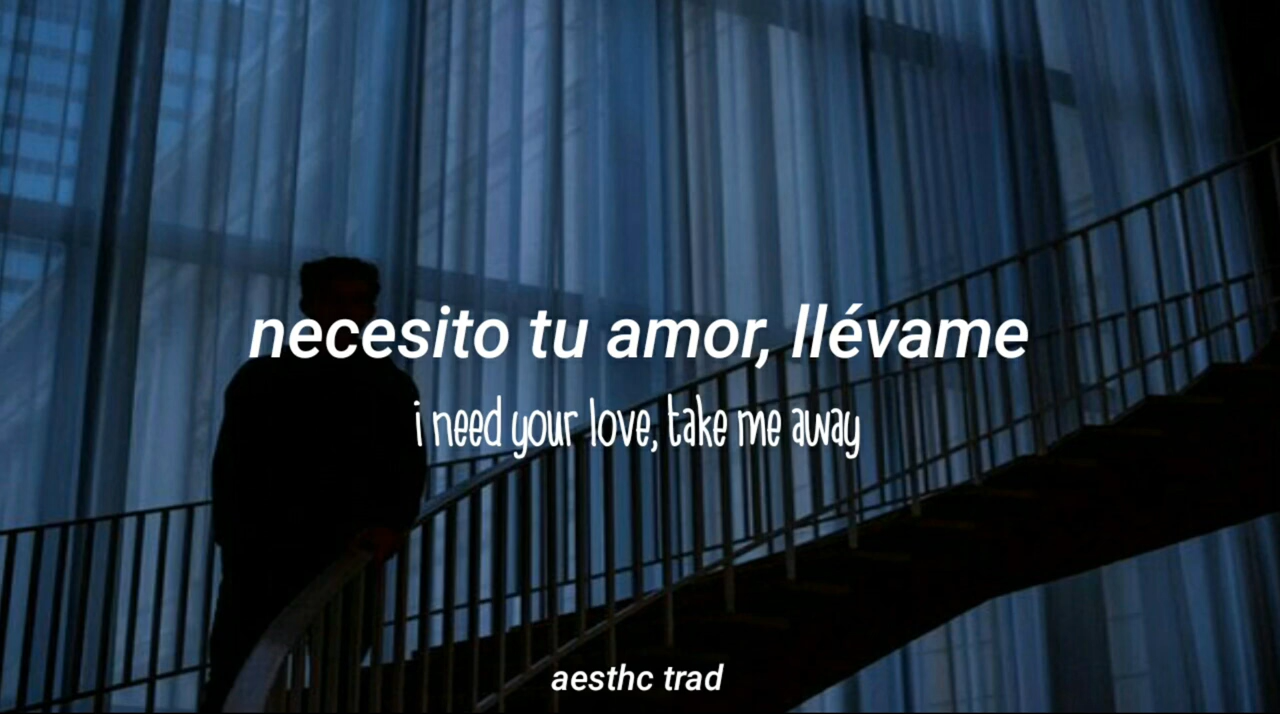 necesito tu amor, llévame
i need your love, take me away
aesthc trad